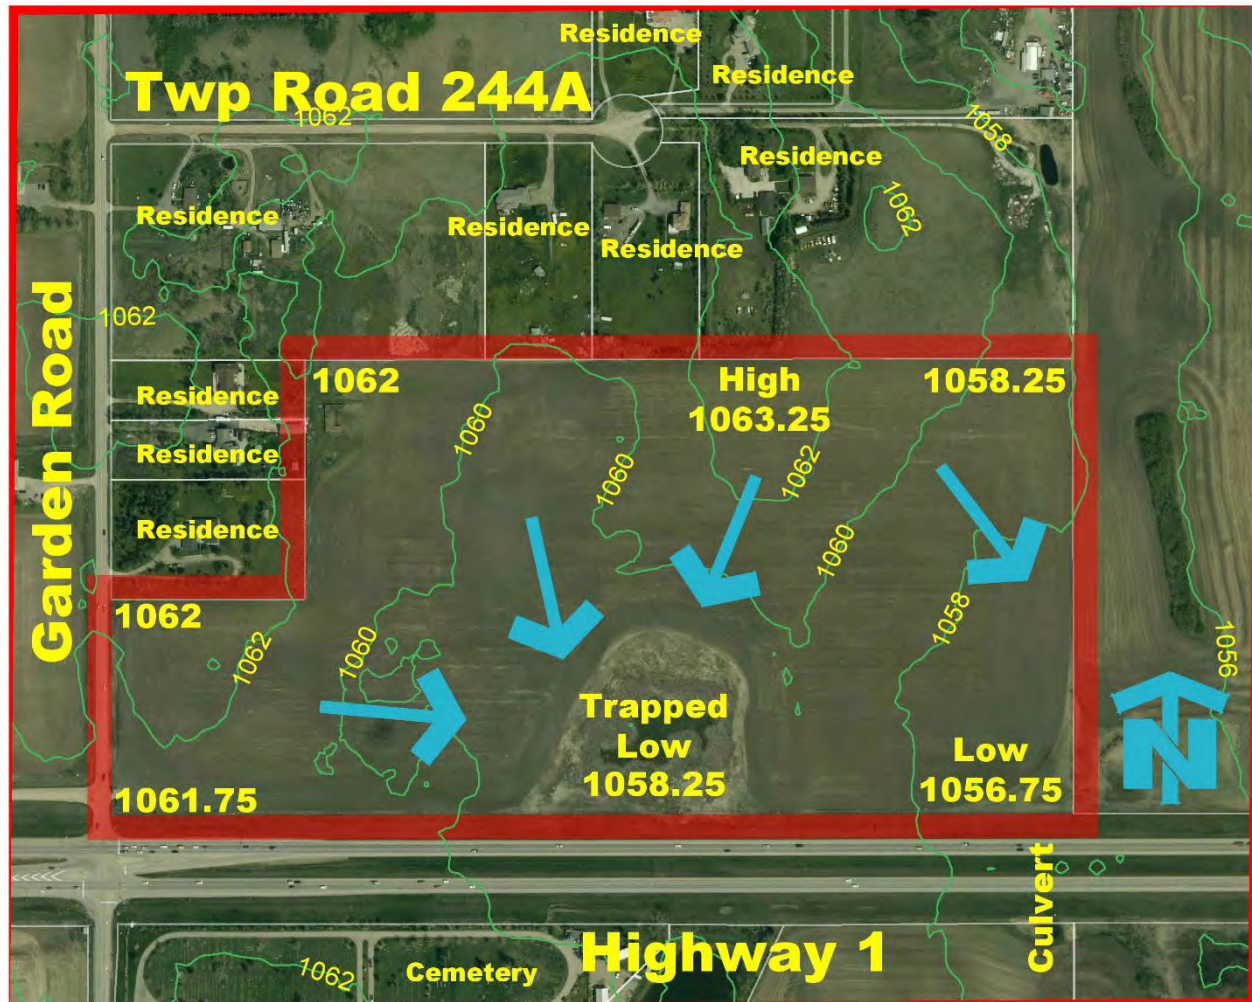 Residence
Residence
Twp Road 244A
1062
1058
Residence
1062
Residence
Residence
Residence
1062
Garden Road
1062
High
1063.25
1058.25
Residence
1060
Residence
1060
1062
Residence
1060
1062
1058
1056
1062
1060
Trapped
Low
1058.25
Low
1056.75
N
1061.75
Culvert
Highway 1
1062
Cemetery